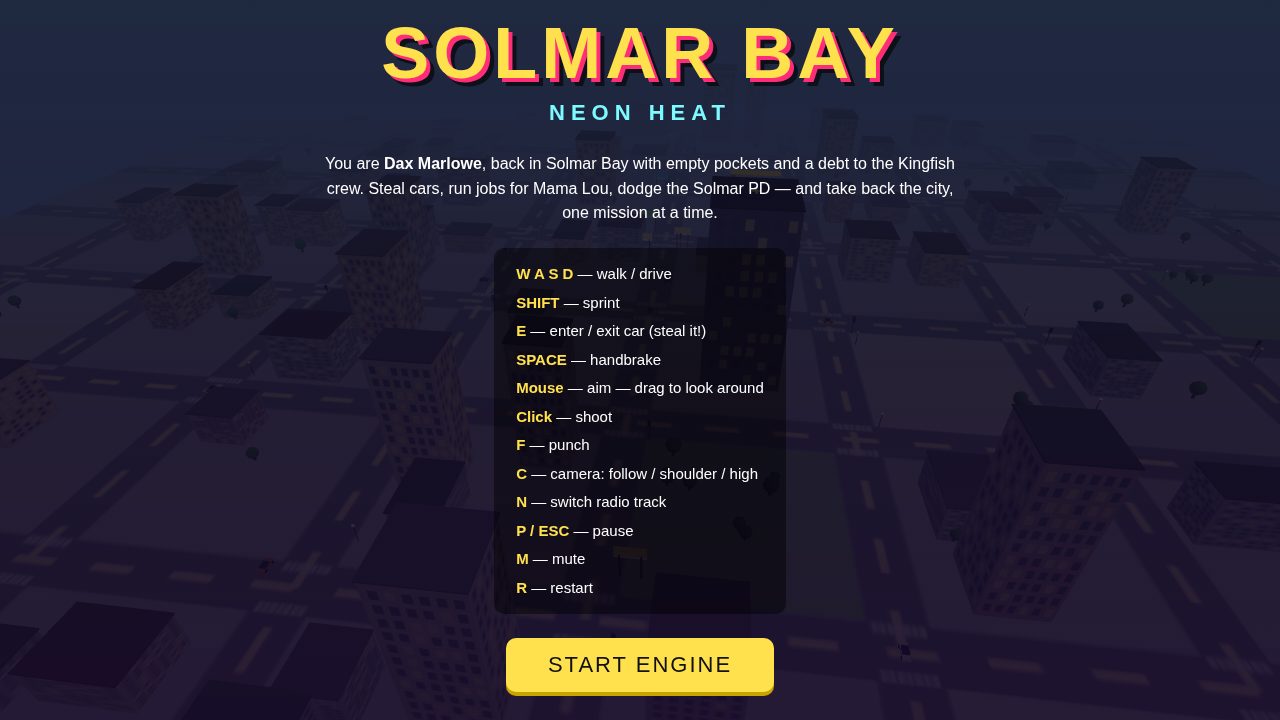 SOLMAR BAY
NEON HEAT
You are Dax Marlowe, back in Solmar Bay with empty pockets and a debt to the Kingfish
crew. Steal cars, run jobs for Mama Lou, dodge the Solmar PD — and take back the city,
one mission at a time.
W A S D — walk / drive
SHIFT — sprint
E — enter / exit car (steal it!)
SPACE — handbrake
Mouse — aim — drag to look around
Click — shoot
F — punch
C — camera: follow / shoulder / high
N — switch radio track
P / ESC — pause
M — mute
R — restart
START ENGINE